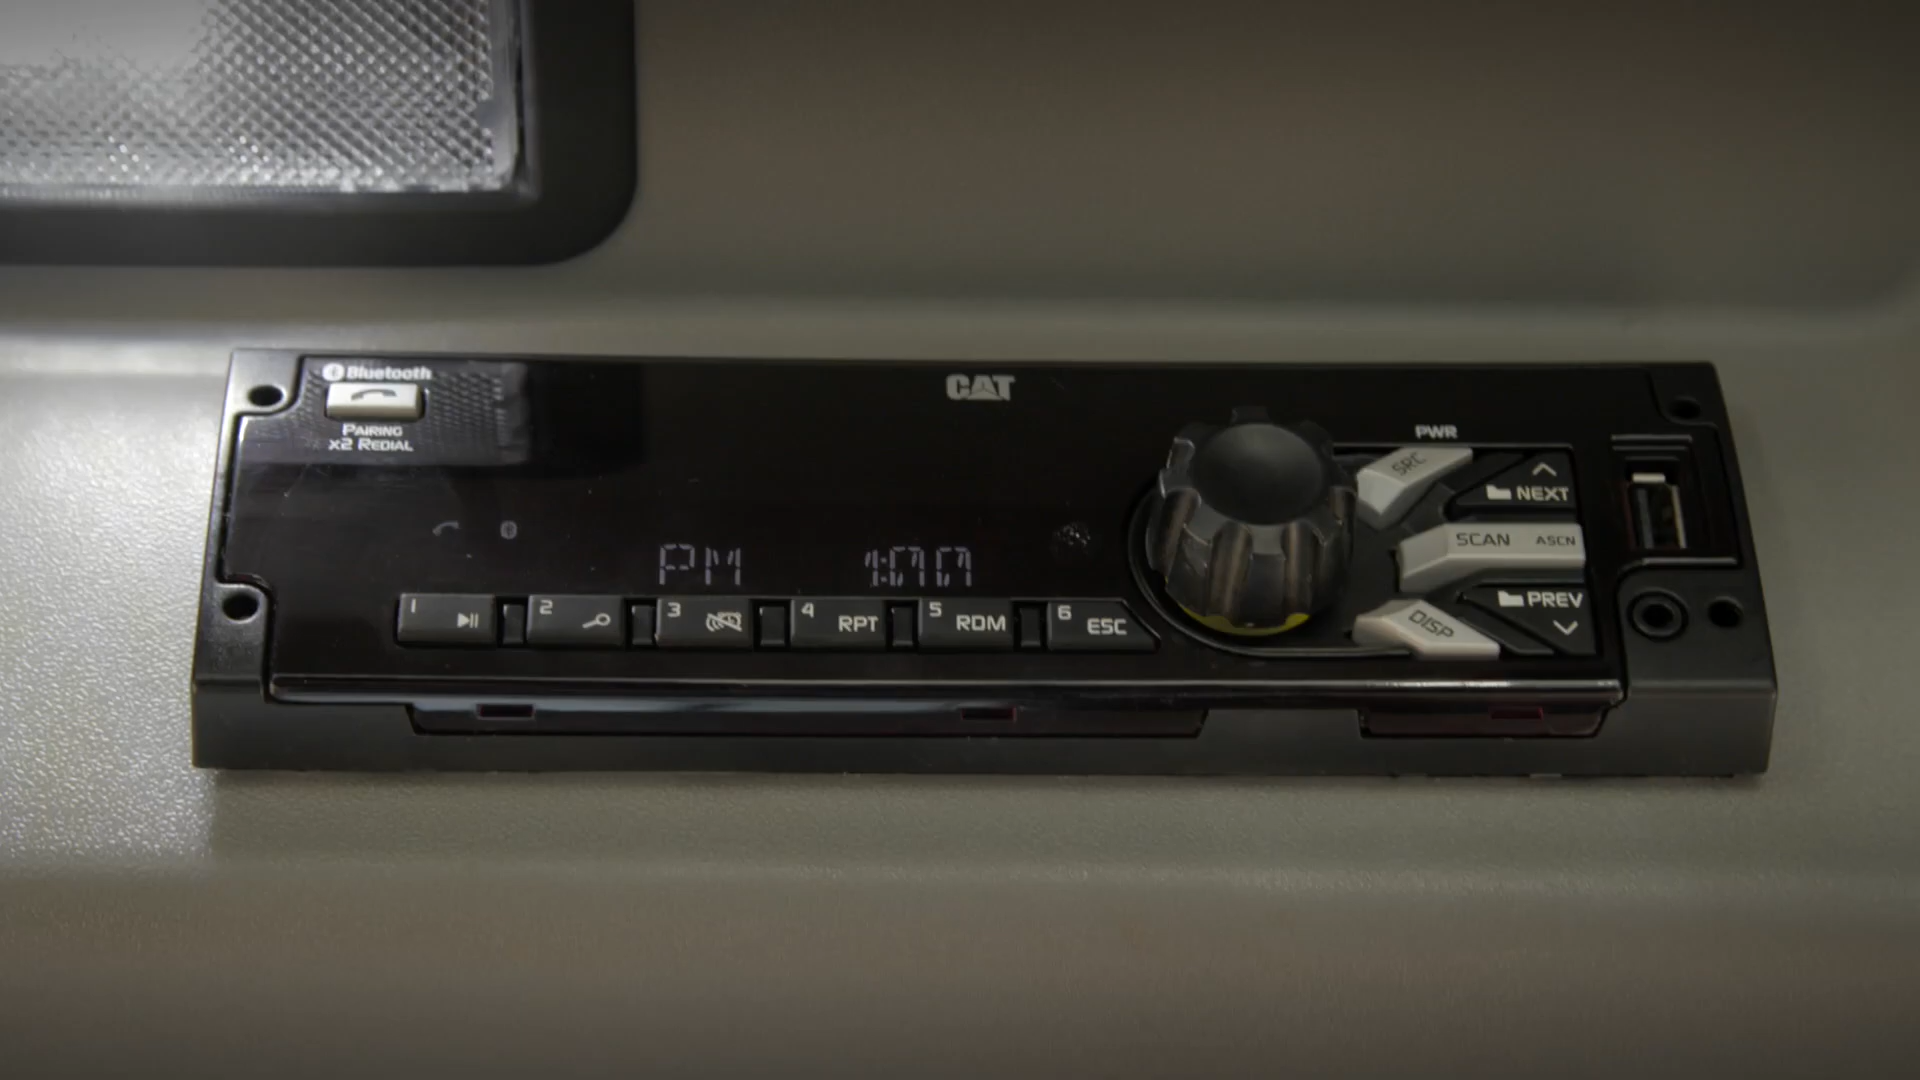 Bluetooth
PAIRING
x2 REDIAL
CAT
PWR
SRC
NEXT
SCAN ASCN
PREV
DISP
PM 1:00
1
2
3
4 RPT
5 RDM
6 ESC